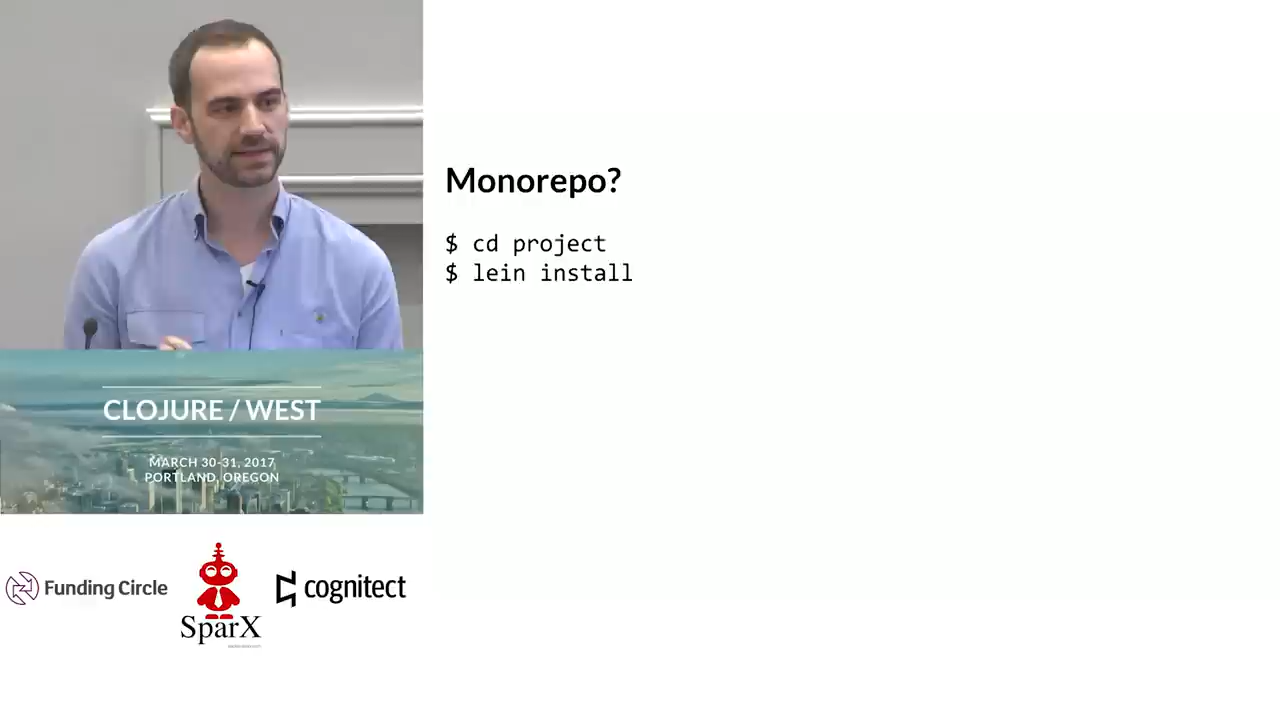 Monorepo?
$ cd project
$ lein install
CLOJURE / WEST
MARCH 30-31, 2017
PORTLAND, OREGON
Funding Circle
SparX
cognitect